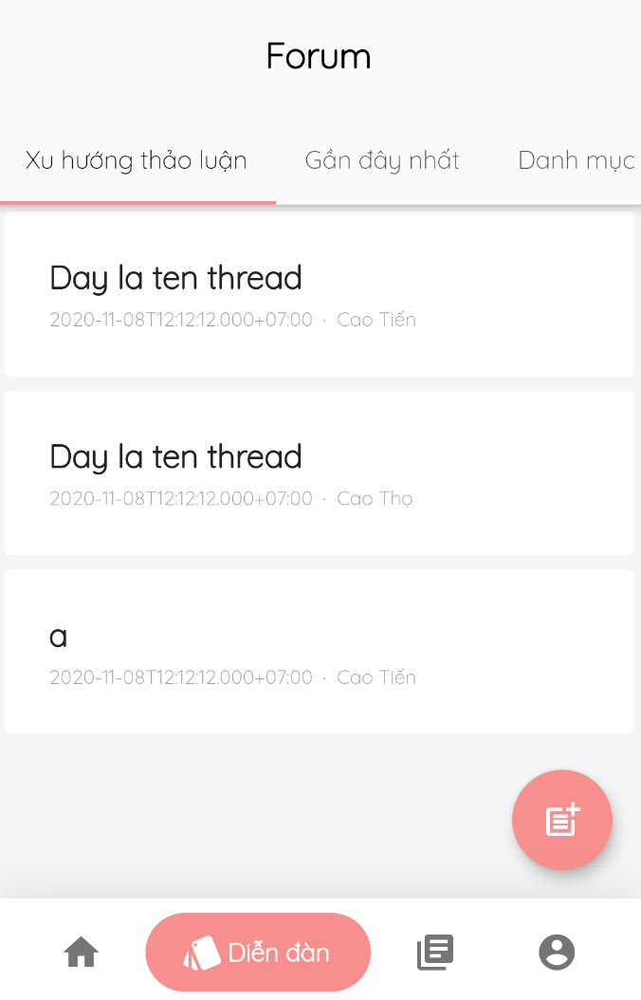 Forum
Xu hướng thảo luận Gần đây nhất Danh mục
Day la ten thread
2020-11-08T12:12:12.000+07:00 · Cao Tiến
Day la ten thread
2020-11-08T12:12:12.000+07:00 · Cao Thọ
a
2020-11-08T12:12:12.000+07:00 · Cao Tiến
Diễn đàn